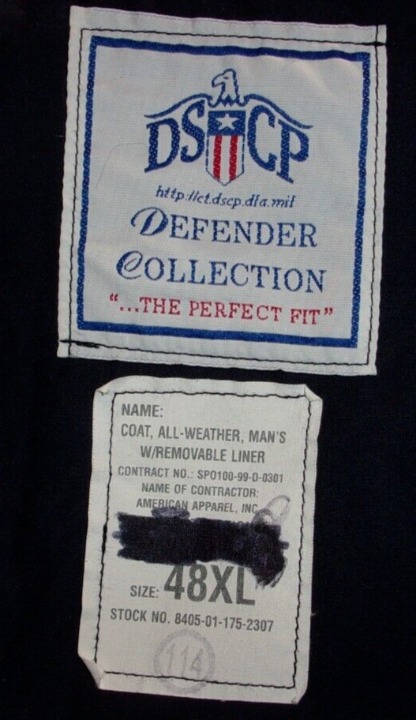 DSCP
http://ct.dscp.dla.mil
DEFENDER
COLLECTION
"...THE PERFECT FIT"
NAME:
COAT, ALL-WEATHER, MAN'S
W/REMOVABLE LINER
CONTRACT NO.: SPO100-99-D-0301
NAME OF CONTRACTOR:
AMERICAN APPAREL, INC
SIZE: 48XL
STOCK NO. 8405-01-175-2307
114